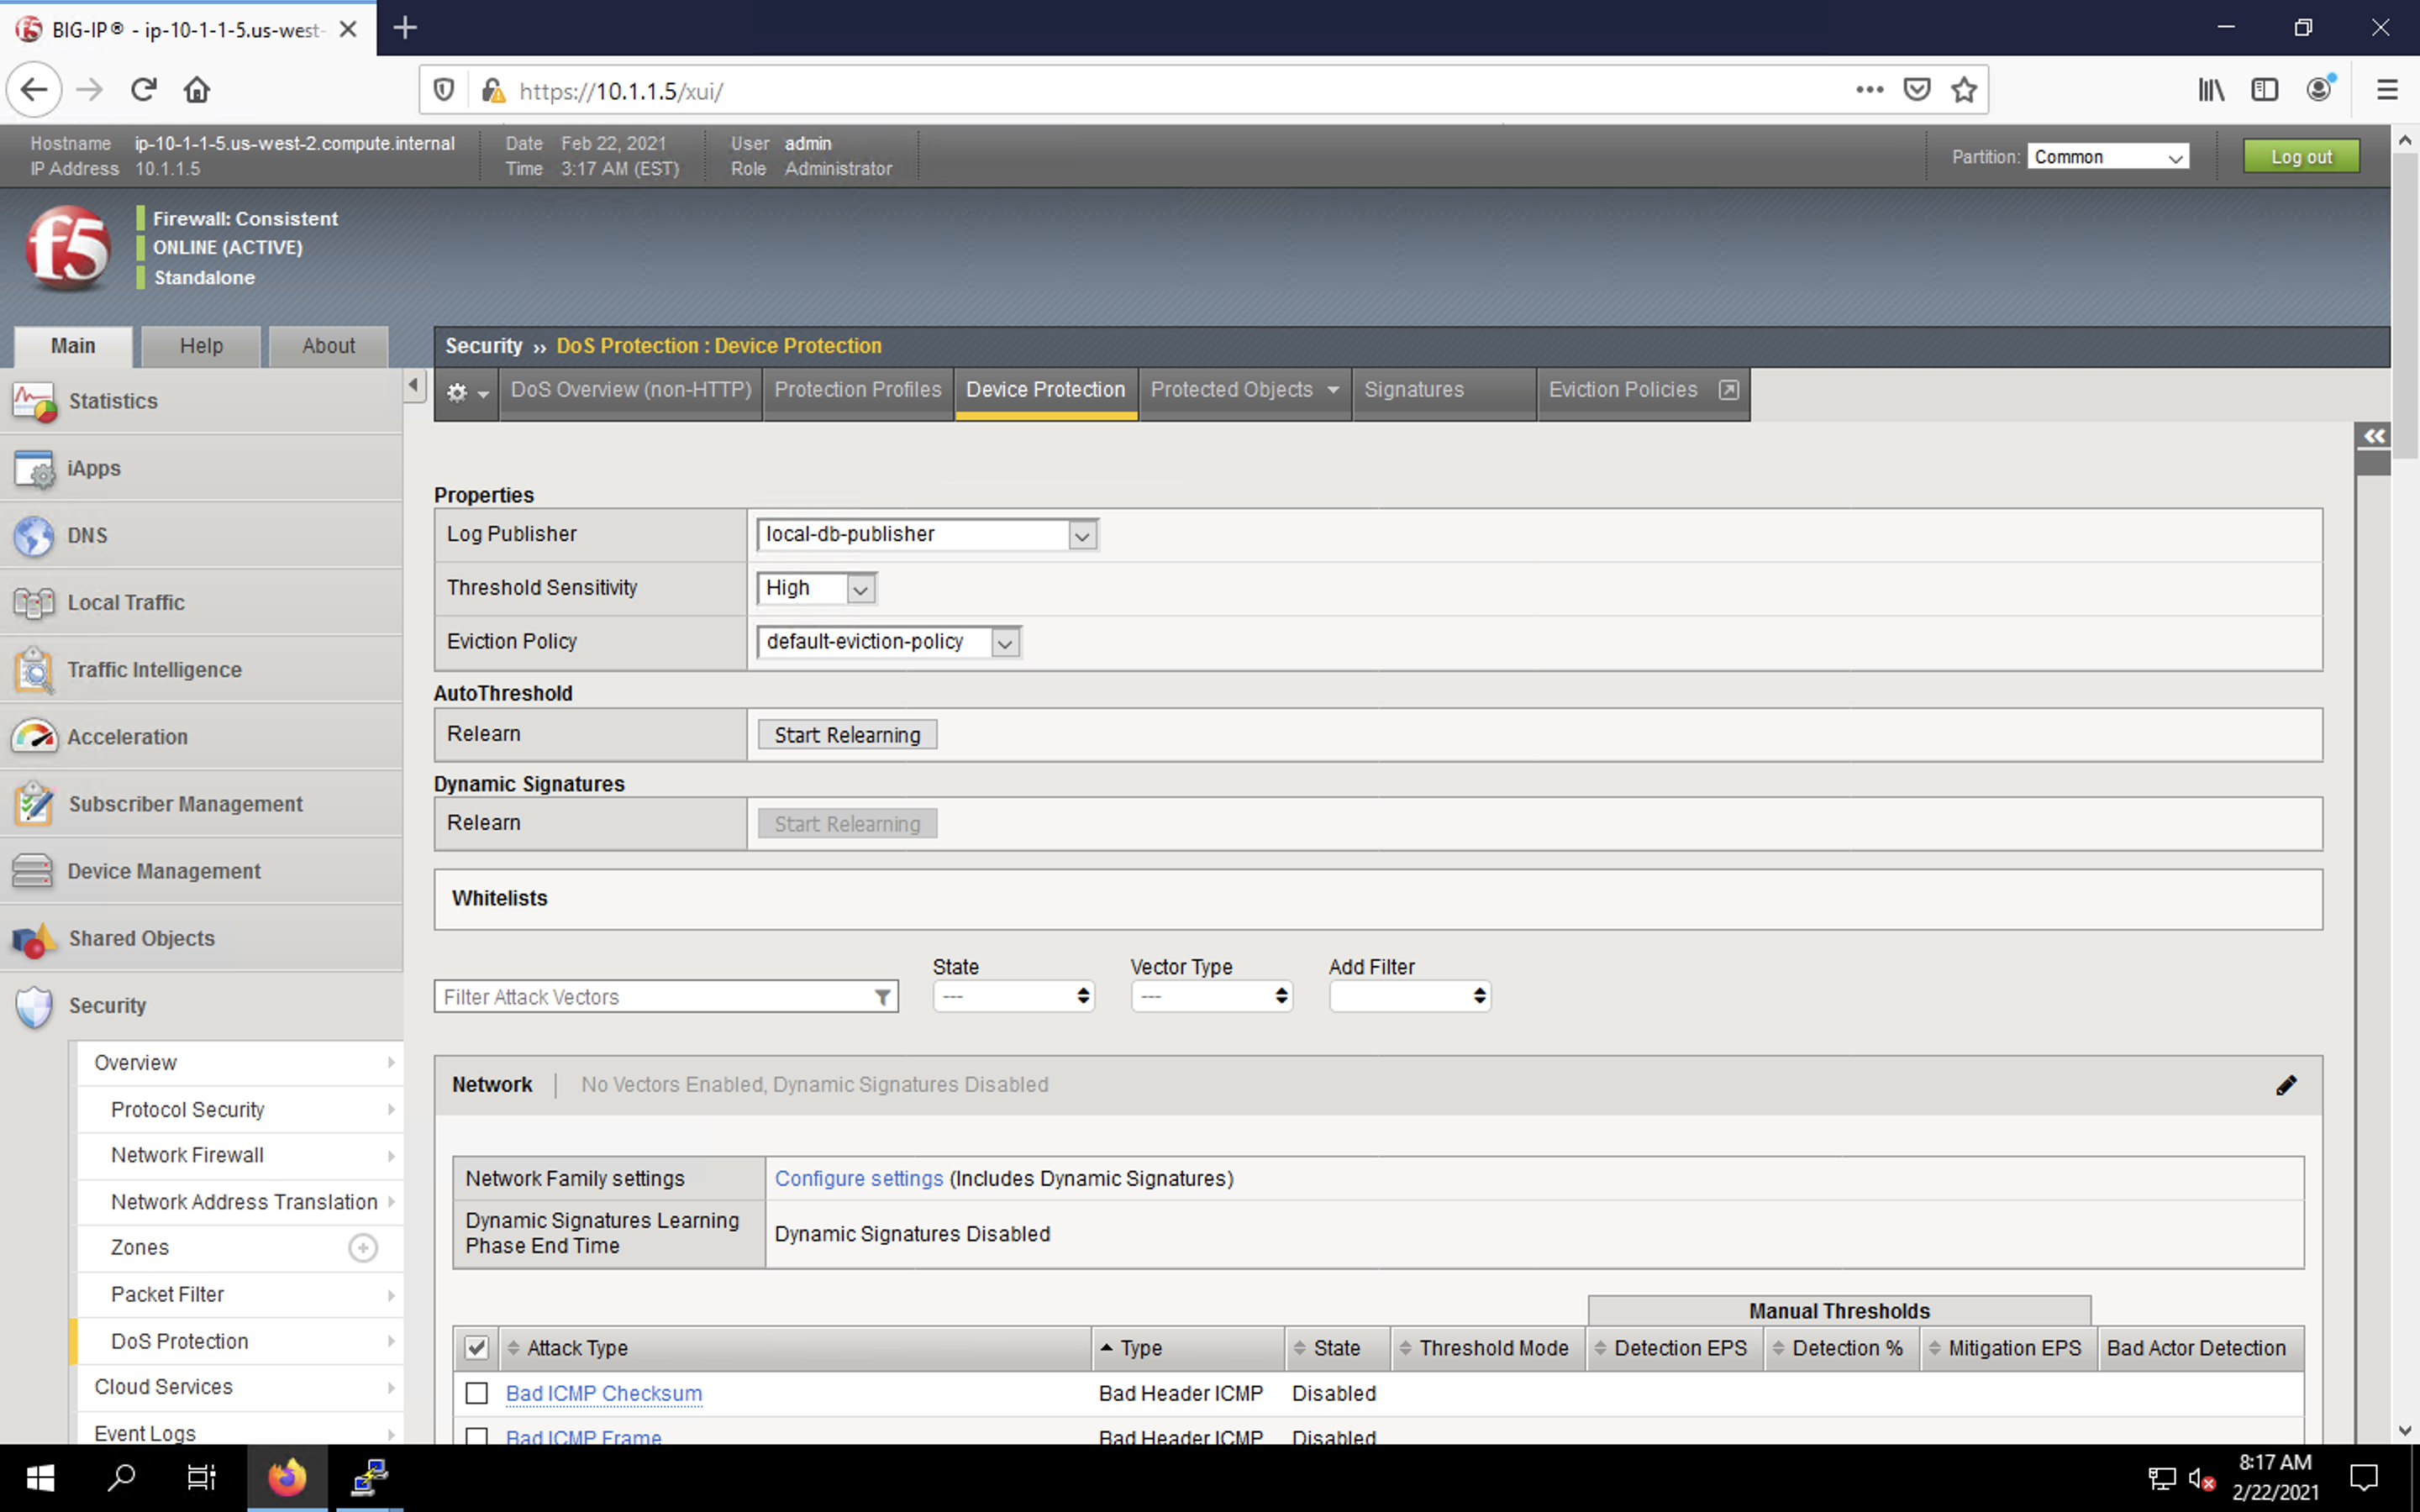 BIG-IP® - ip-10-1-1-5.us-west-
https://10.1.1.5/xui/
Hostname ip-10-1-1-5.us-west-2.compute.internal
IP Address 10.1.1.5
Date Feb 22, 2021
Time 3:17 AM (EST)
User admin
Role Administrator
Partition: Common
Log out
f5
Firewall: Consistent
ONLINE (ACTIVE)
Standalone
Main Help About
Security ›› DoS Protection : Device Protection
DoS Overview (non-HTTP) Protection Profiles Device Protection Protected Objects Signatures Eviction Policies
Statistics
iApps
DNS
Local Traffic
Traffic Intelligence
Acceleration
Subscriber Management
Device Management
Shared Objects
Security
Overview
Protocol Security
Network Firewall
Network Address Translation
Zones
Packet Filter
DoS Protection
Cloud Services
Event Logs
Properties
Log Publisher local-db-publisher
Threshold Sensitivity High
Eviction Policy default-eviction-policy
AutoThreshold
Relearn Start Relearning
Dynamic Signatures
Relearn Start Relearning
Whitelists
State Vector Type Add Filter
Filter Attack Vectors --- ---
Network No Vectors Enabled, Dynamic Signatures Disabled
Network Family settings Configure settings (Includes Dynamic Signatures)
Dynamic Signatures Learning
Phase End Time
Dynamic Signatures Disabled
Manual Thresholds
Attack Type Type State Threshold Mode Detection EPS Detection % Mitigation EPS Bad Actor Detection
Bad ICMP Checksum Bad Header ICMP Disabled
Bad ICMP Frame Bad Header ICMP Disabled
8:17 AM
2/22/2021